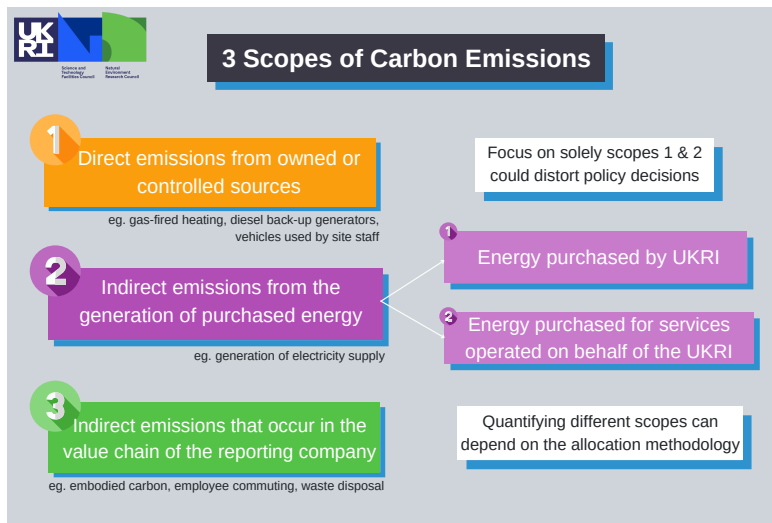 UK
RI
Science and
Technology
Facilities Council
Natural
Environment
Research Council
3 Scopes of Carbon Emissions
1
Direct emissions from owned or
controlled sources
eg. gas-fired heating, diesel back-up generators,
vehicles used by site staff
Focus on solely scopes 1 & 2
could distort policy decisions
2
Indirect emissions from the
generation of purchased energy
eg. generation of electricity supply
1
Energy purchased by UKRI
2
Energy purchased for services
operated on behalf of the UKRI
3
Indirect emissions that occur in the
value chain of the reporting company
eg. embodied carbon, employee commuting, waste disposal
Quantifying different scopes can
depend on the allocation methodology